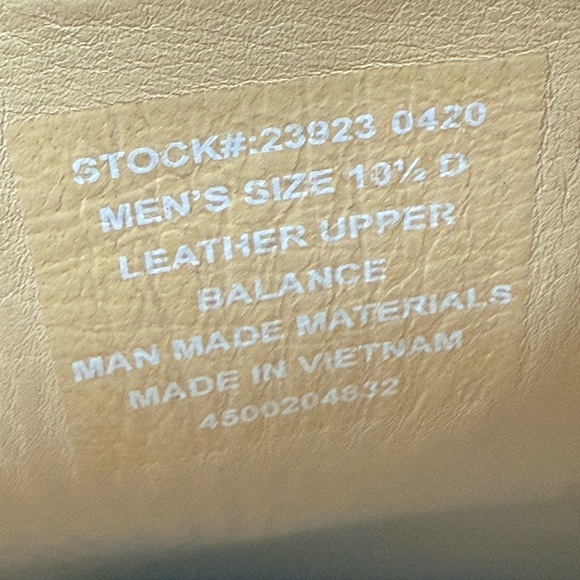 STOCK#:23923 0420
MEN'S SIZE 10½ D
LEATHER UPPER
BALANCE
MAN MADE MATERIALS
MADE IN VIETNAM
4500204832